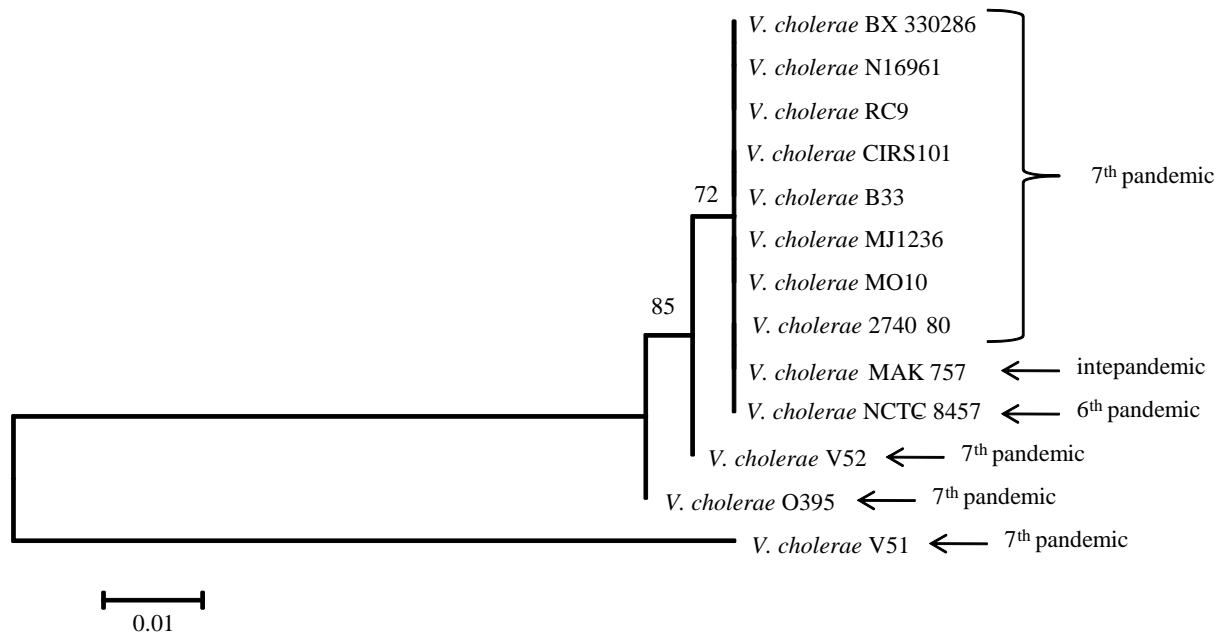 V. cholerae BX 330286
V. cholerae N16961
V. cholerae RC9
V. cholerae CIRS101
V. cholerae B33
V. cholerae MJ1236
V. cholerae MO10
V. cholerae 2740 80
7th pandemic
72
85
V. cholerae MAK 757
intepandemic
V. cholerae NCTC 8457
6th pandemic
V. cholerae V52
7th pandemic
V. cholerae O395
7th pandemic
V. cholerae V51
7th pandemic
0.01